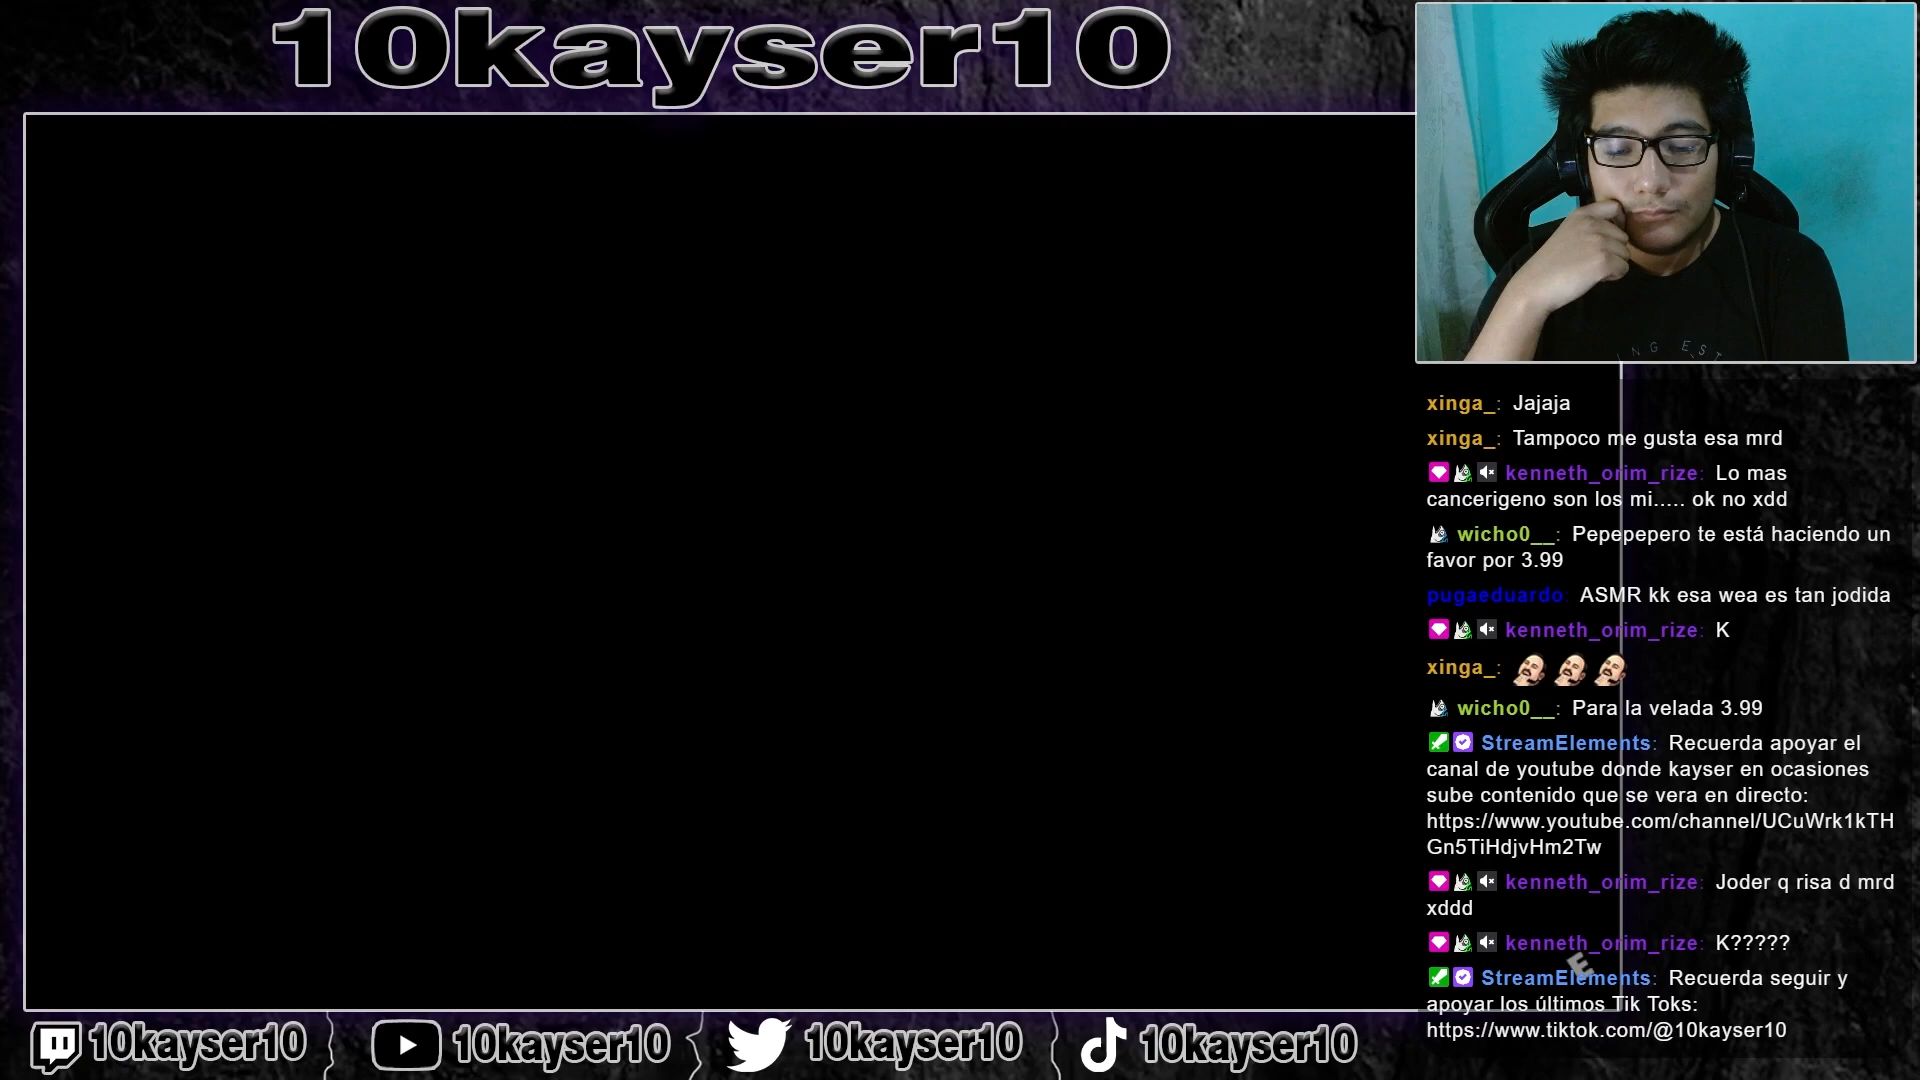 10kayser10
ING EST
xinga_: Jajaja
xinga_: Tampoco me gusta esa mrd
kenneth_orim_rize: Lo mas
cancerigeno son los mi..... ok no xdd
wicho0__: Pepepepero te está haciendo un
favor por 3.99
pugaeduardo: ASMR kk esa wea es tan jodida
kenneth_orim_rize: K
xinga_:
wicho0__: Para la velada 3.99
StreamElements: Recuerda apoyar el
canal de youtube donde kayser en ocasiones
sube contenido que se vera en directo:
https://www.youtube.com/channel/UCuWrk1kTH
Gn5TiHdjvHm2Tw
kenneth_orim_rize: Joder q risa d mrd
xddd
kenneth_orim_rize: K?????
E
StreamElements: Recuerda seguir y
apoyar los últimos Tik Toks:
https://www.tiktok.com/@10kayser10
10kayser10 10kayser10 10kayser10 10kayser10